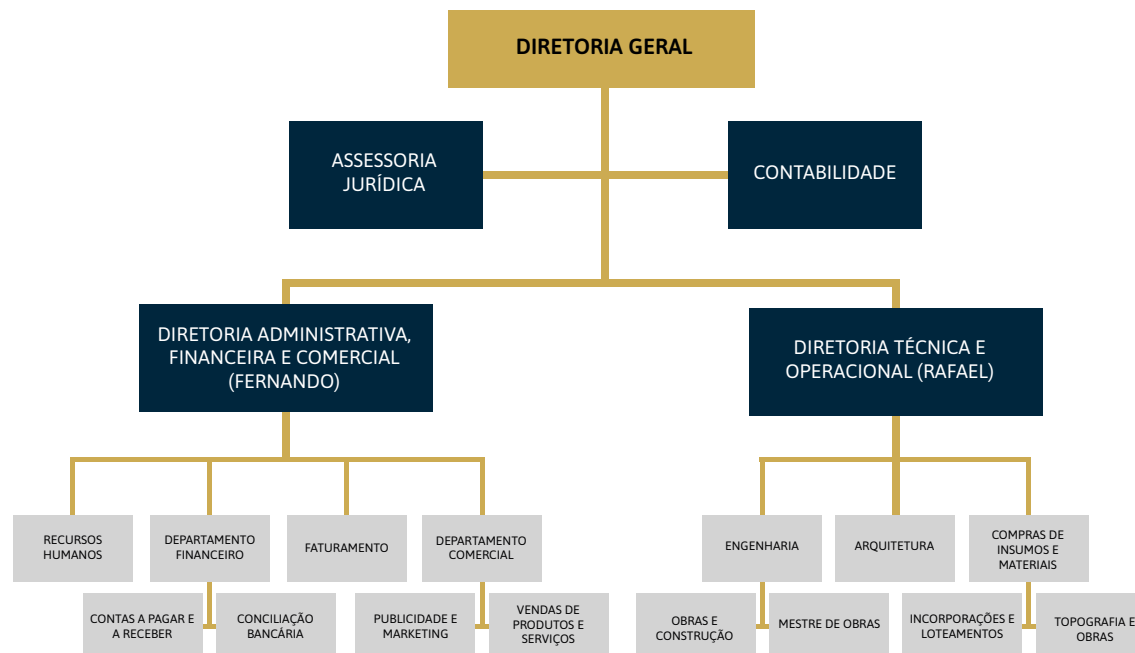 DIRETORIA GERAL
ASSESSORIA
JURÍDICA
CONTABILIDADE
DIRETORIA ADMINISTRATIVA,
FINANCEIRA E COMERCIAL
(FERNANDO)
DIRETORIA TÉCNICA E
OPERACIONAL (RAFAEL)
RECURSOS
HUMANOS
DEPARTAMENTO
FINANCEIRO
FATURAMENTO
DEPARTAMENTO
COMERCIAL
ENGENHARIA
ARQUITETURA
COMPRAS DE
INSUMOS E
MATERIAIS
CONTAS A PAGAR E
A RECEBER
CONCILIAÇÃO
BANCÁRIA
PUBLICIDADE E
MARKETING
VENDAS DE
PRODUTOS E
SERVIÇOS
OBRAS E
CONSTRUÇÃO
MESTRE DE OBRAS
INCORPORAÇÕES E
LOTEAMENTOS
TOPOGRAFIA E
OBRAS